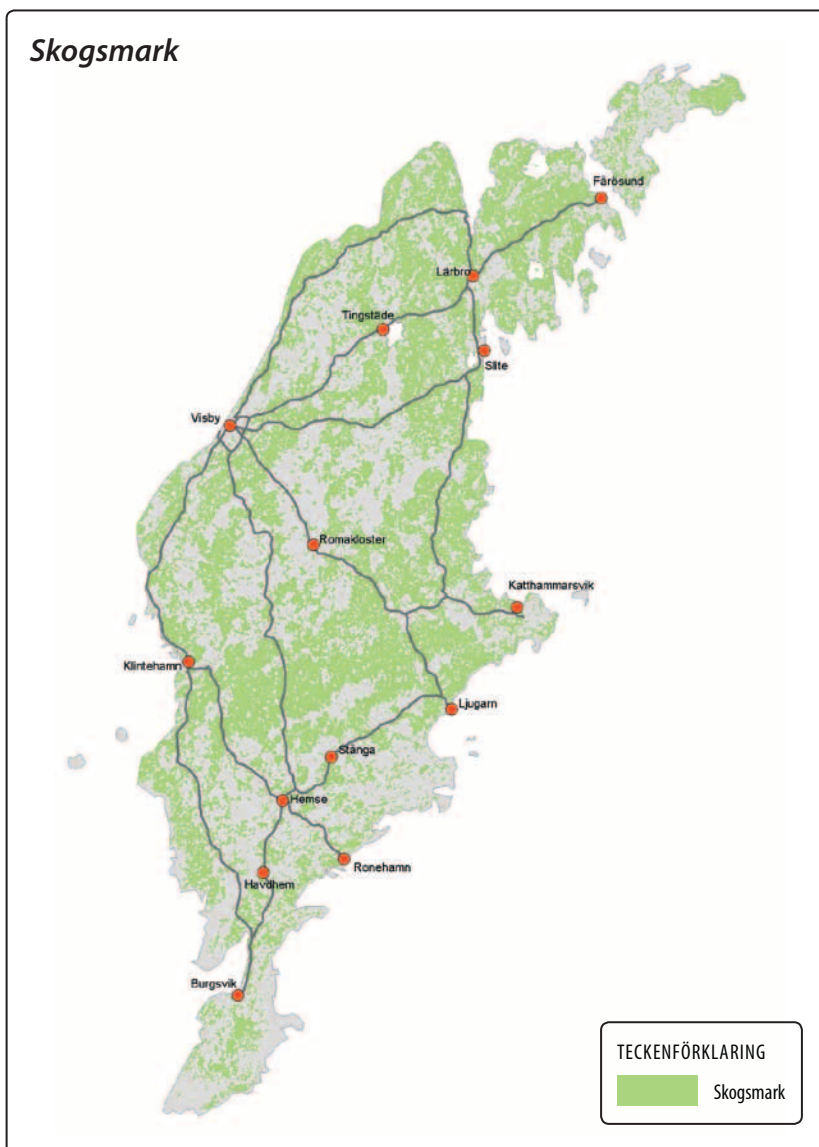 Skogsmark
Fårösund
Lärbro
Tingstäde
Slite
Visby
Romakloster
Katthammarsvik
Klintehamn
Ljugarn
Stånga
Hemse
Ronehamn
Havdhem
Burgsvik
TECKENFÖRKLARING
Skogsmark